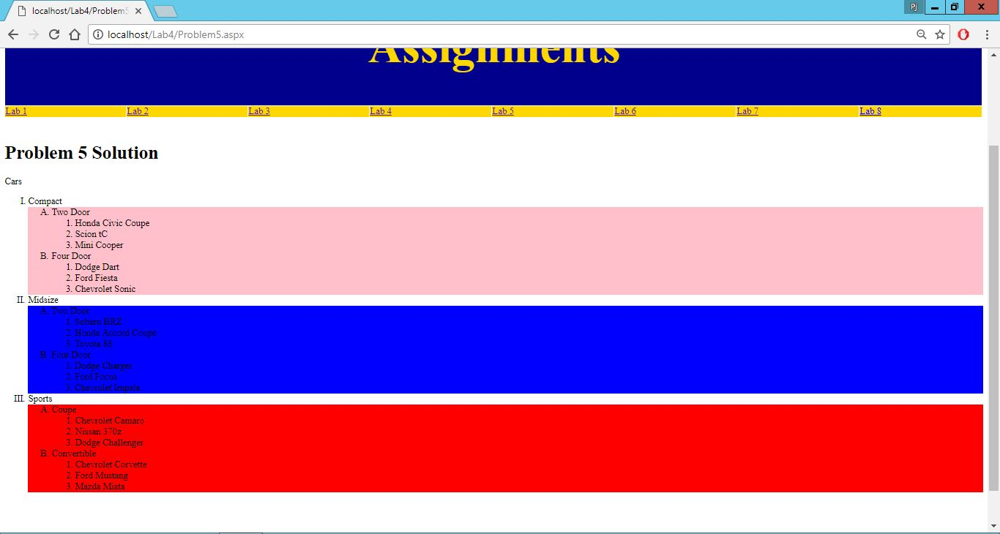 Pj
localhost/Lab4/Problem5
localhost/Lab4/Problem5.aspx
Assignments
Lab 1 Lab 2 Lab 3 Lab 4 Lab 5 Lab 6 Lab 7 Lab 8
Problem 5 Solution
Cars
I. Compact
A. Two Door
1. Honda Civic Coupe
2. Scion tC
3. Mini Cooper
B. Four Door
1. Dodge Dart
2. Ford Fiesta
3. Chevrolet Sonic
II. Midsize
A. Two Door
1. Subaru BRZ
2. Honda Accord Coupe
3. Toyota 86
B. Four Door
1. Dodge Charger
2. Ford Focus
3. Chevrolet Impala
III. Sports
A. Coupe
1. Chevrolet Camaro
2. Nissan 370z
3. Dodge Challenger
B. Convertible
1. Chevrolet Corvette
2. Ford Mustang
3. Mazda Miata